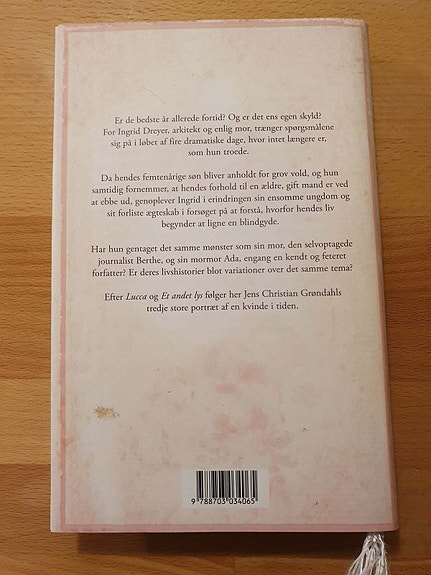 Er de bedste år allerede fortid? Og er det ens egen skyld?
For Ingrid Dreyer, arkitekt og enlig mor, trænger spørgsmålene
sig på i løbet af fire dramatiske dage, hvor intet længere er,
som hun troede.
Da hendes femtenårige søn bliver anholdt for grov vold, og hun
samtidig fornemmer, at hendes forhold til en ældre, gift mand er ved
at ebbe ud, genoplever Ingrid i erindringen sin ensomme ungdom og
sit forliste ægteskab i forsøget på at forstå, hvorfor hendes liv
begynder at ligne en blindgyde.
Har hun gentaget det samme mønster som sin mor, den selvoptagede
journalist Berthe, og sin mormor Ada, engang en kendt og feteret
forfatter? Er deres livshistorier blot variationer over det samme tema?
Efter Lucca og Et andet lys følger her Jens Christian Grøndahls
tredje store portræt af en kvinde i tiden.
9 788703 034065